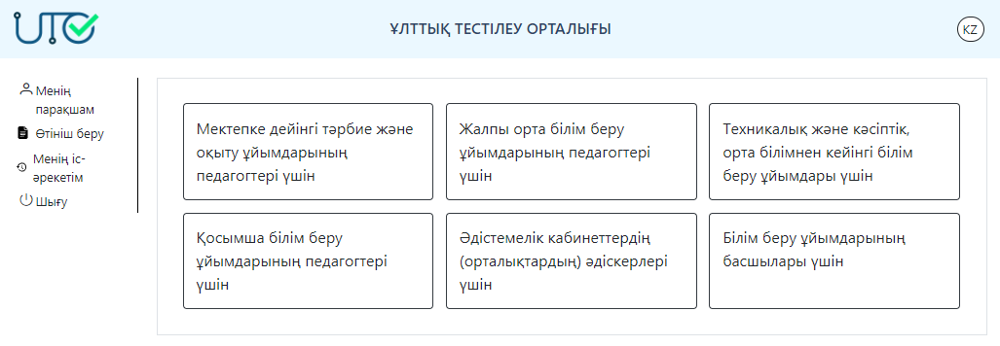 UTO
ҰЛТТЫҚ ТЕСТІЛЕУ ОРТАЛЫҒЫ
KZ
Менің
парақшам
Өтініш беру
Менің іс-
әрекетім
Шығу
Мектепке дейінгі тәрбие және
оқыту ұйымдарының
педагогтері үшін
Жалпы орта білім беру
ұйымдарының педагогтері
үшін
Техникалық және кәсіптік,
орта білімнен кейінгі білім
беру ұйымдары үшін
Қосымша білім беру
ұйымдарының педагогтері
үшін
Әдістемелік кабинеттердің
(орталықтардың) әдіскерлері
үшін
Білім беру ұйымдарының
басшылары үшін